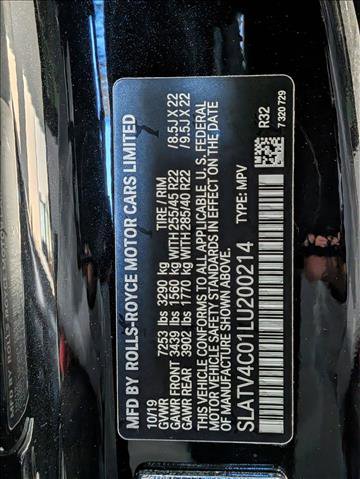 MFD BY ROLLS-ROYCE MOTOR CARS LIMITED
10/19
GVWR 7253 lbs 3290 kg TIRE / RIM
GAWR FRONT 3439 lbs 1560 kg WITH 255/45 R22 /8.5J X 22
GAWR REAR 3902 lbs 1770 kg WITH 285/40 R22 /9.5J X 22
THIS VEHICLE CONFORMS TO ALL APPLICABLE U.S. FEDERAL
MOTOR VEHICLE SAFETY STANDARDS IN EFFECT ON THE DATE
OF MANUFACTURE SHOWN ABOVE.
SLATV4C01LU200214 TYPE: MPV R32
7 320 729